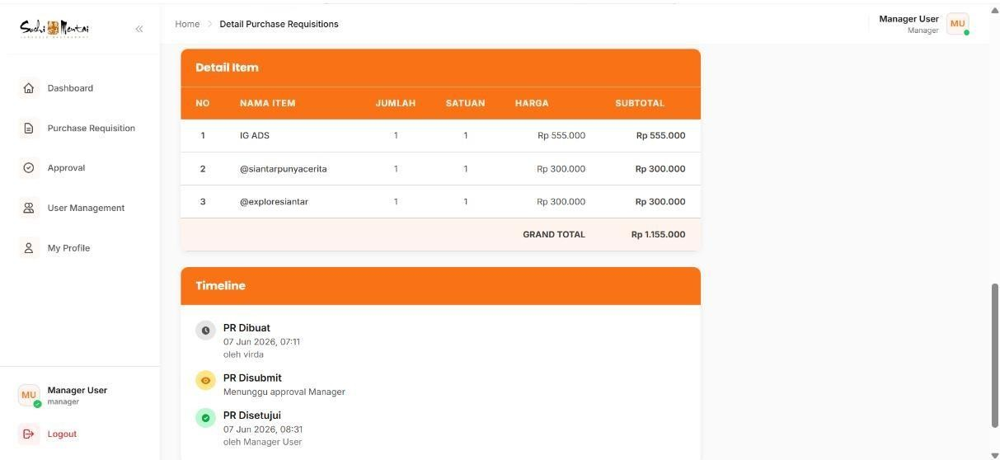 Sushi Mentai
Home > Detail Purchase Requisitions
Manager User
Manager
MU
Dashboard
Purchase Requisition
Approval
User Management
My Profile
Manager User
manager
MU
Logout
Detail Item
NO NAMA ITEM JUMLAH SATUAN HARGA SUBTOTAL
1 IG ADS 1 1 Rp 555.000 Rp 555.000
2 @siantarpunyacerita 1 1 Rp 300.000 Rp 300.000
3 @exploresiantar 1 1 Rp 300.000 Rp 300.000
GRAND TOTAL Rp 1.155.000
Timeline
PR Dibuat
07 Jun 2026, 07:11
oleh virda
PR Disubmit
Menunggu approval Manager
PR Disetujui
07 Jun 2026, 08:31
oleh Manager User